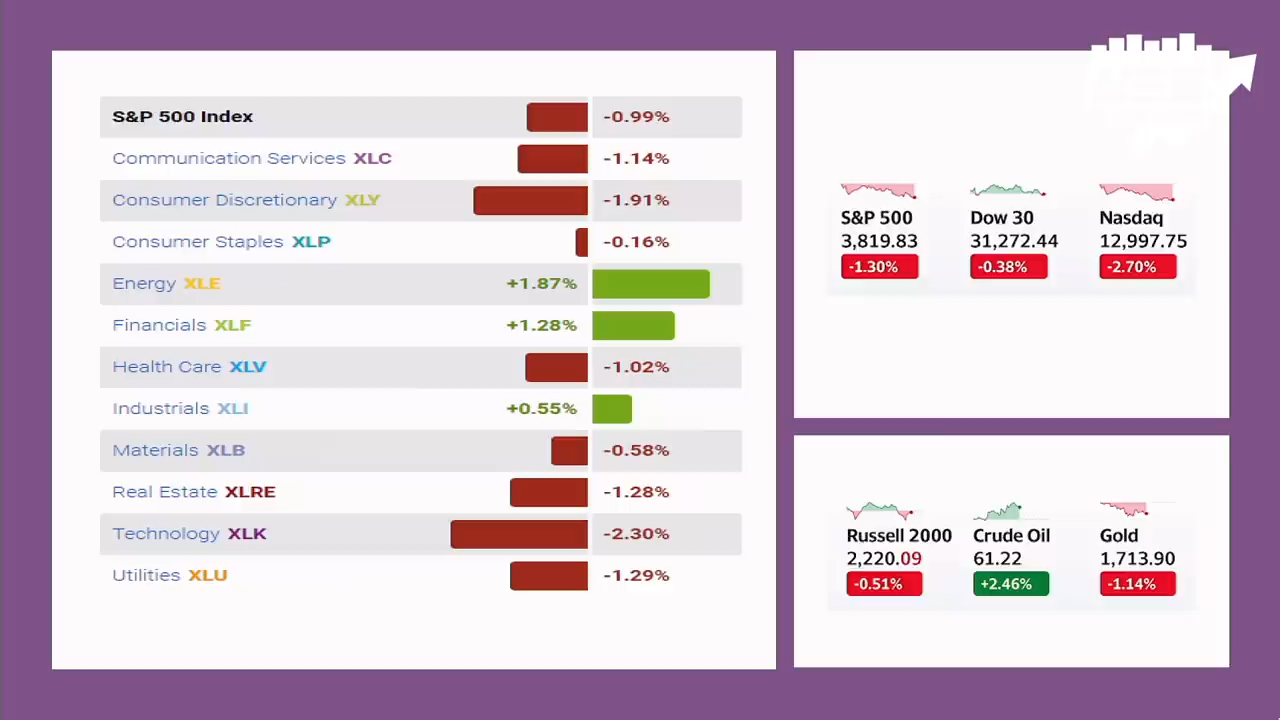 S&P 500 Index -0.99%
Communication Services XLC -1.14%
Consumer Discretionary XLY -1.91%
Consumer Staples XLP -0.16%
Energy XLE +1.87%
Financials XLF +1.28%
Health Care XLV -1.02%
Industrials XLI +0.55%
Materials XLB -0.58%
Real Estate XLRE -1.28%
Technology XLK -2.30%
Utilities XLU -1.29%
S&P 500 Dow 30 Nasdaq
3,819.83 31,272.44 12,997.75
-1.30% -0.38% -2.70%
Russell 2000 Crude Oil Gold
2,220.09 61.22 1,713.90
-0.51% +2.46% -1.14%